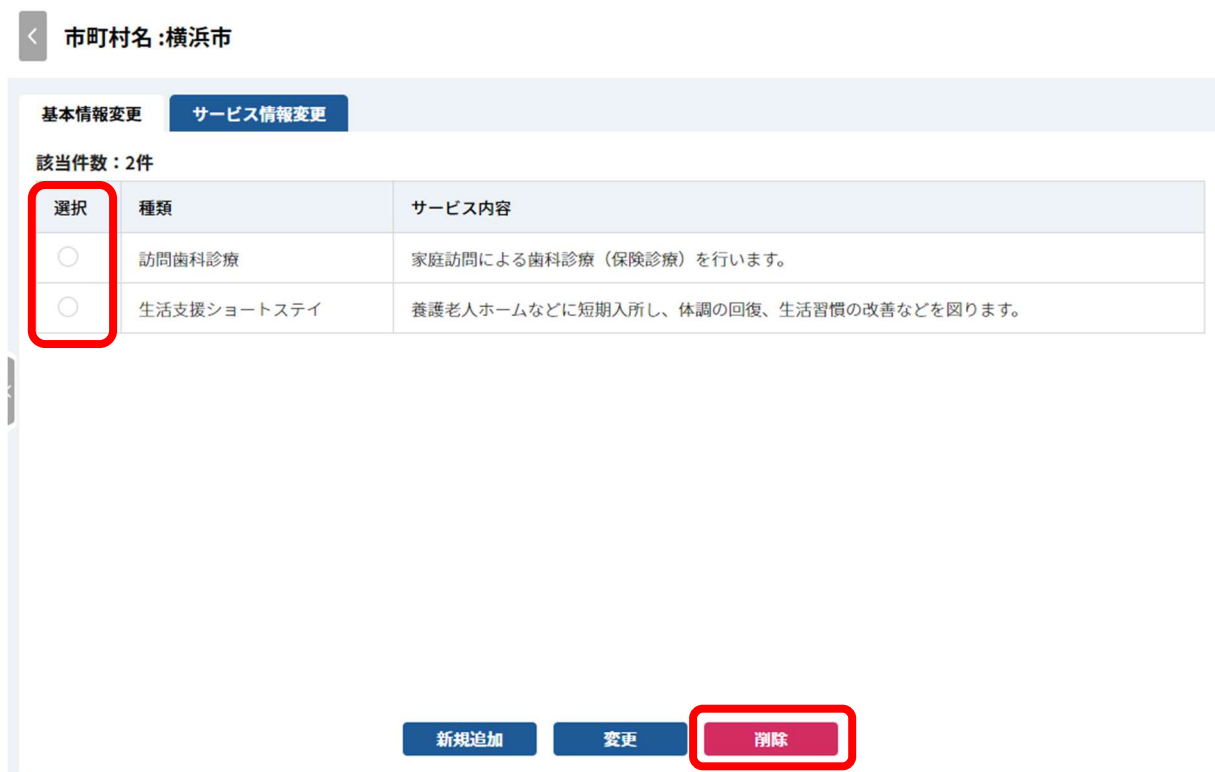 市町村名 :横浜市
基本情報変更 サービス情報変更
該当件数：2件
選択 種類 サービス内容
訪問歯科診療 家庭訪問による歯科診療（保険診療）を行います。
生活支援ショートステイ 養護老人ホームなどに短期入所し、体調の回復、生活習慣の改善などを図ります。
新規追加 変更 削除